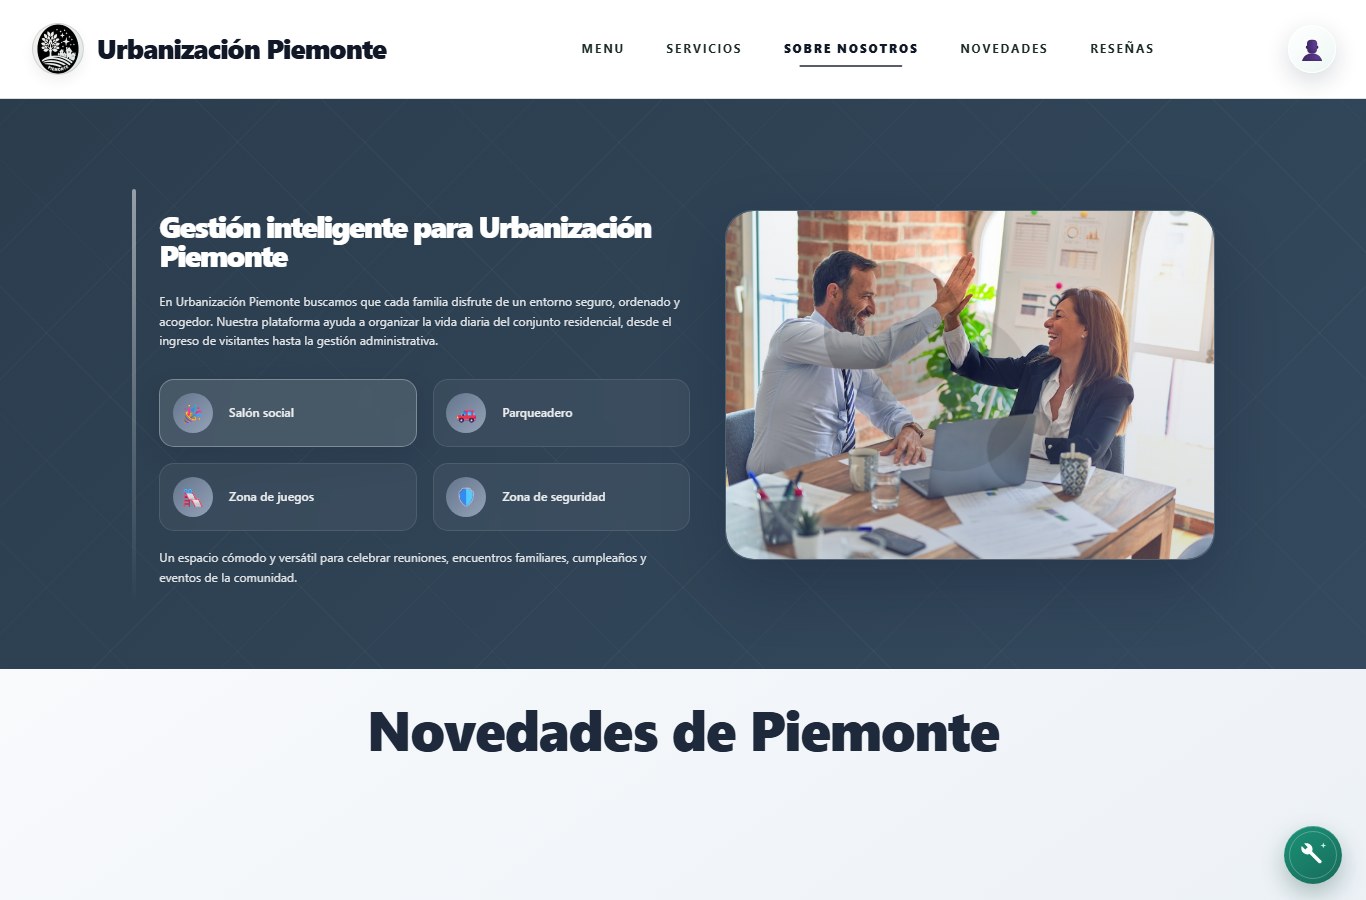 Urbanización Piemonte
MENU
SERVICIOS
SOBRE NOSOTROS
NOVEDADES
RESEÑAS
Gestión inteligente para Urbanización
Piemonte
En Urbanización Piemonte buscamos que cada familia disfrute de un entorno seguro, ordenado y
acogedor. Nuestra plataforma ayuda a organizar la vida diaria del conjunto residencial, desde el
ingreso de visitantes hasta la gestión administrativa.
Salón social
Parqueadero
Zona de juegos
Zona de seguridad
Un espacio cómodo y versátil para celebrar reuniones, encuentros familiares, cumpleaños y
eventos de la comunidad.
Novedades de Piemonte